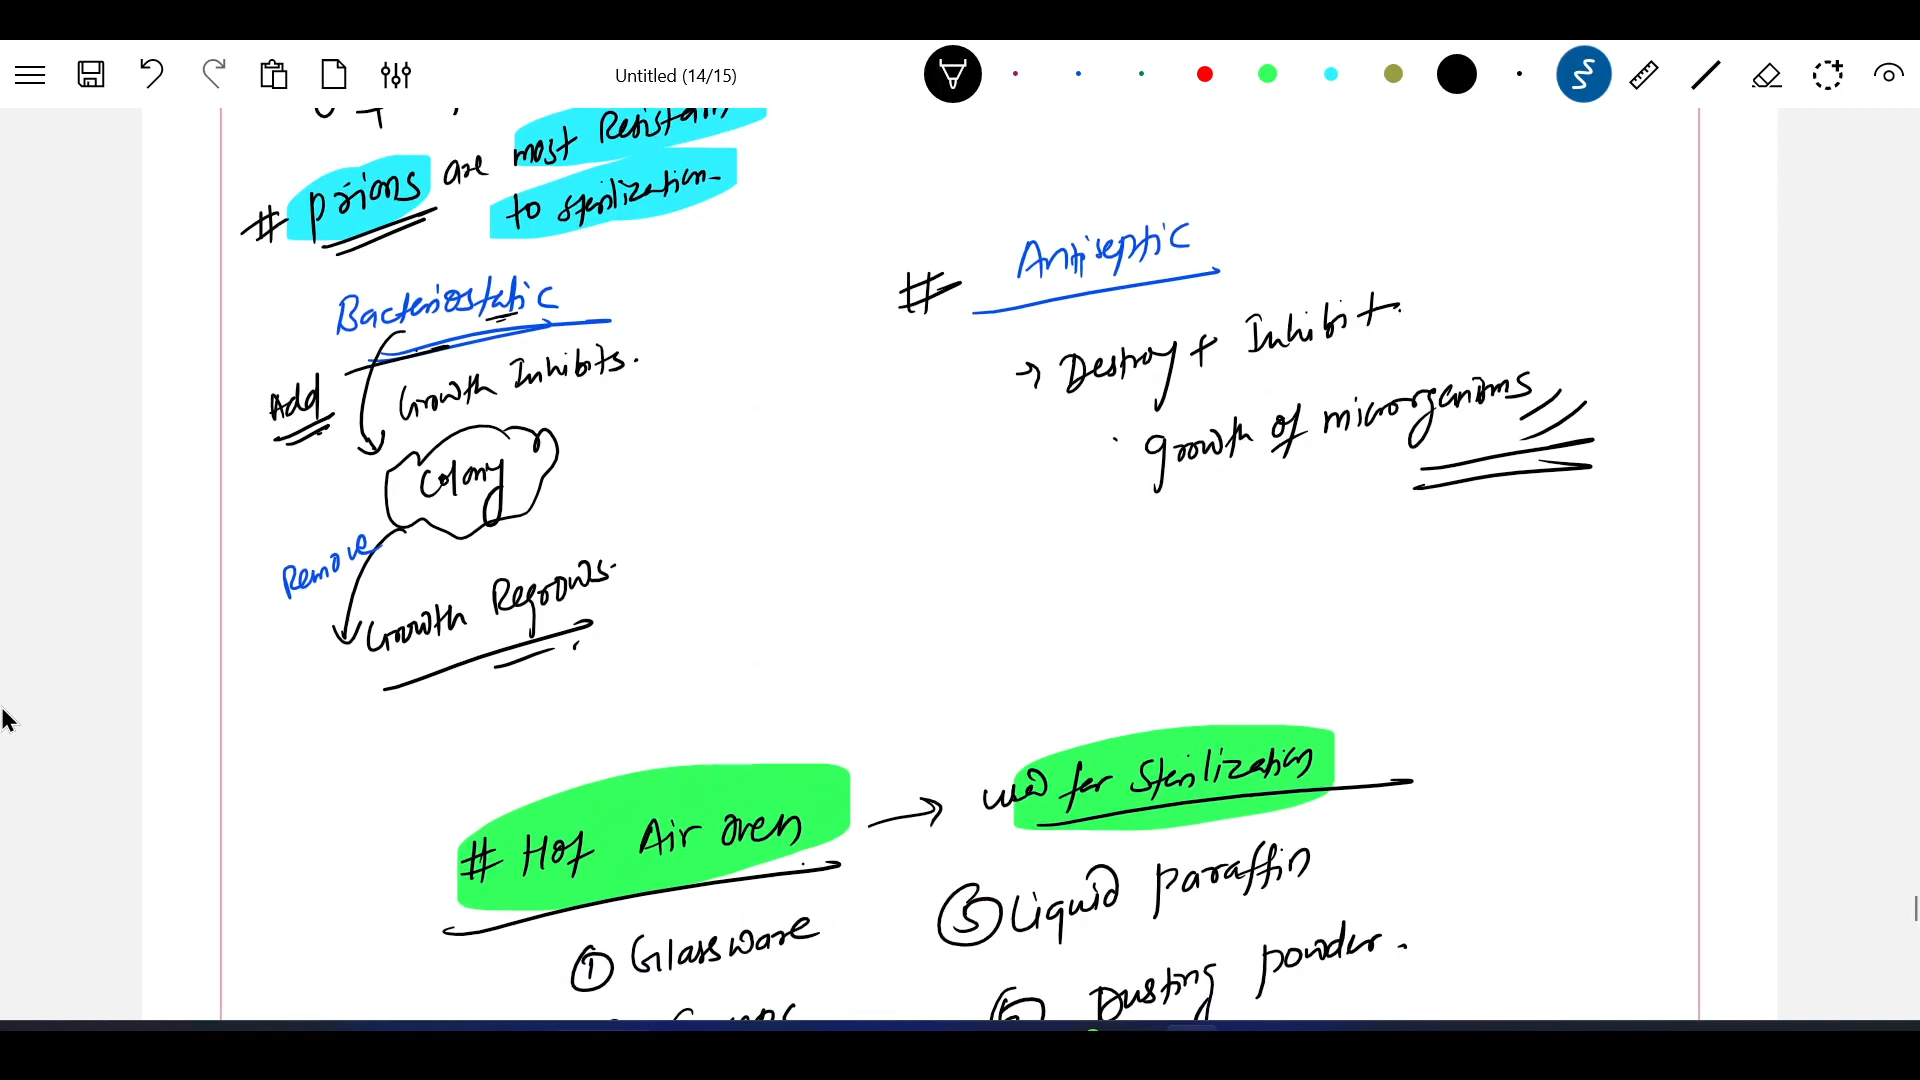 Untitled (14/15)
# prions are most Resistant
to sterilization.
Bacteriostatic
Add
Growth Inhibits.
Colony
Remove
Growth Regrows.
# Antiseptic
→ Destroy + Inhibit
growth of microrganisms
# Hot Air oven → used for Sterilization
① Glassware
⑤ Liquid paraffin
Dusting powder.